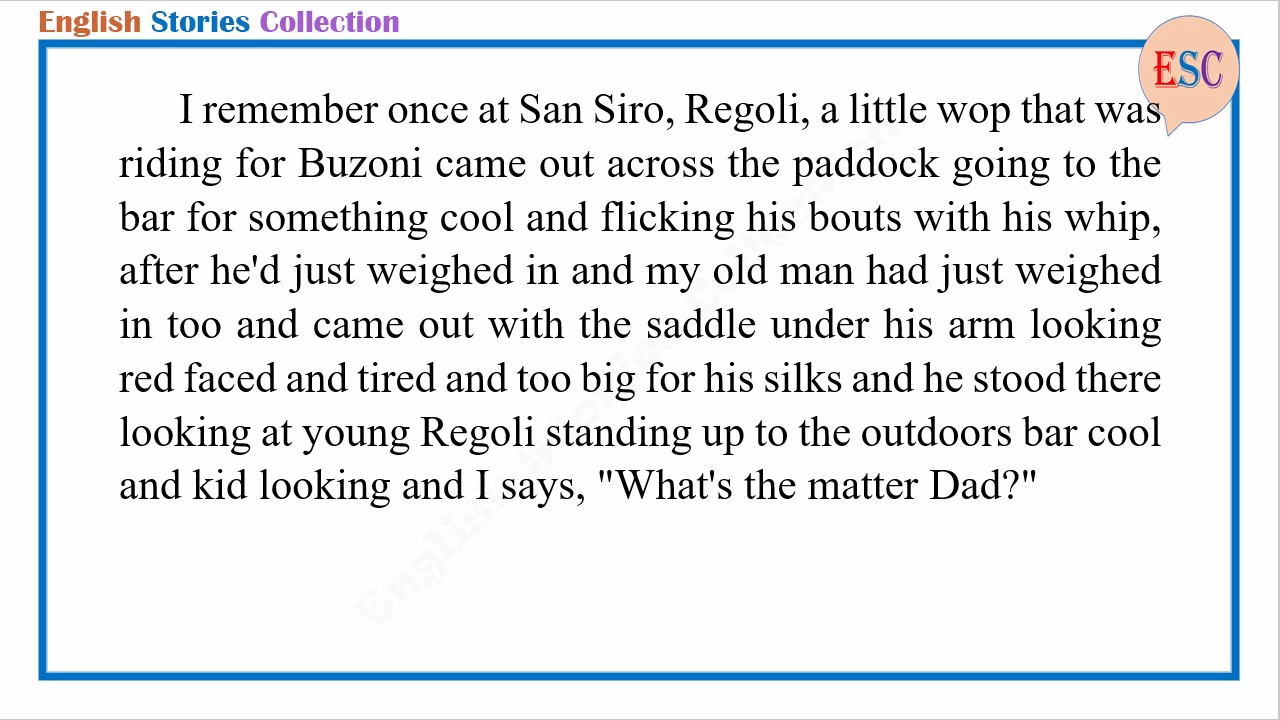 English Stories Collection
ESC
I remember once at San Siro, Regoli, a little wop that was
riding for Buzoni came out across the paddock going to the
bar for something cool and flicking his bouts with his whip,
after he'd just weighed in and my old man had just weighed
in too and came out with the saddle under his arm looking
red faced and tired and too big for his silks and he stood there
looking at young Regoli standing up to the outdoors bar cool
and kid looking and I says, "What's the matter Dad?"
English Stories Collection